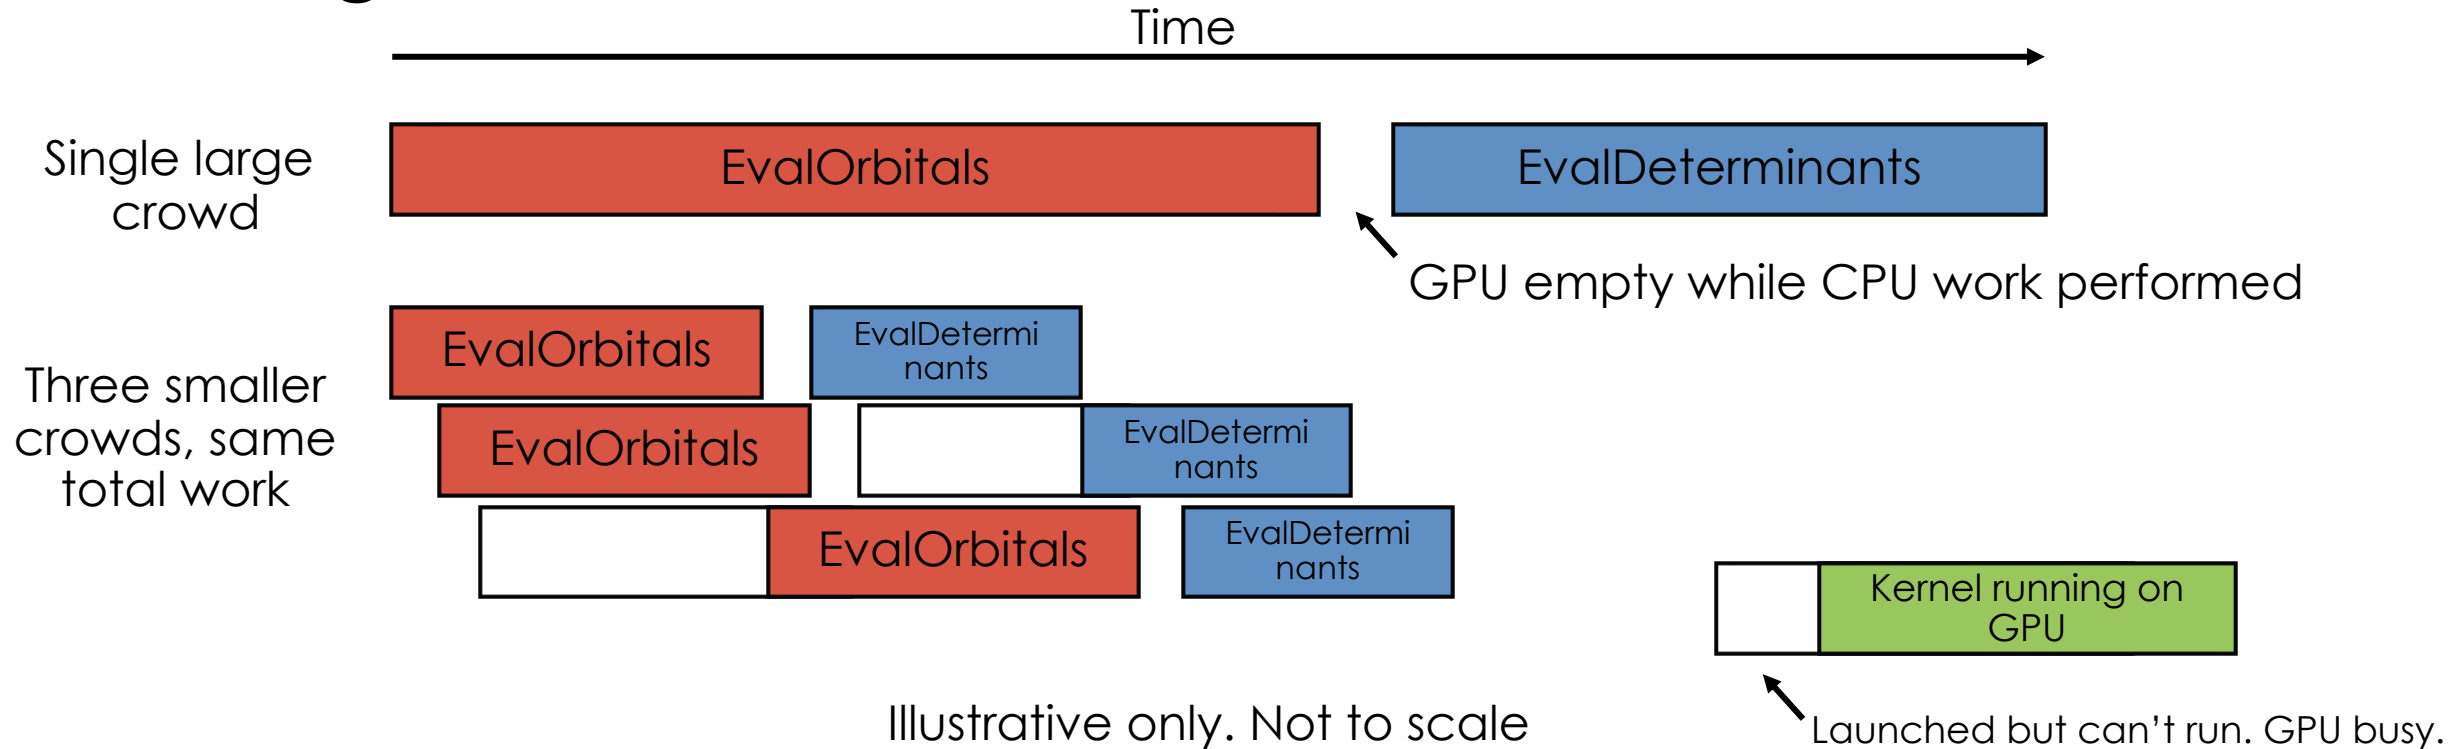 Time
Single large
crowd
EvalOrbitals
EvalDeterminants
GPU empty while CPU work performed
Three smaller
crowds, same
total work
EvalOrbitals
EvalDetermi
nants
EvalOrbitals
EvalDetermi
nants
EvalOrbitals
EvalDetermi
nants
Kernel running on
GPU
Illustrative only. Not to scale
Launched but can't run. GPU busy.